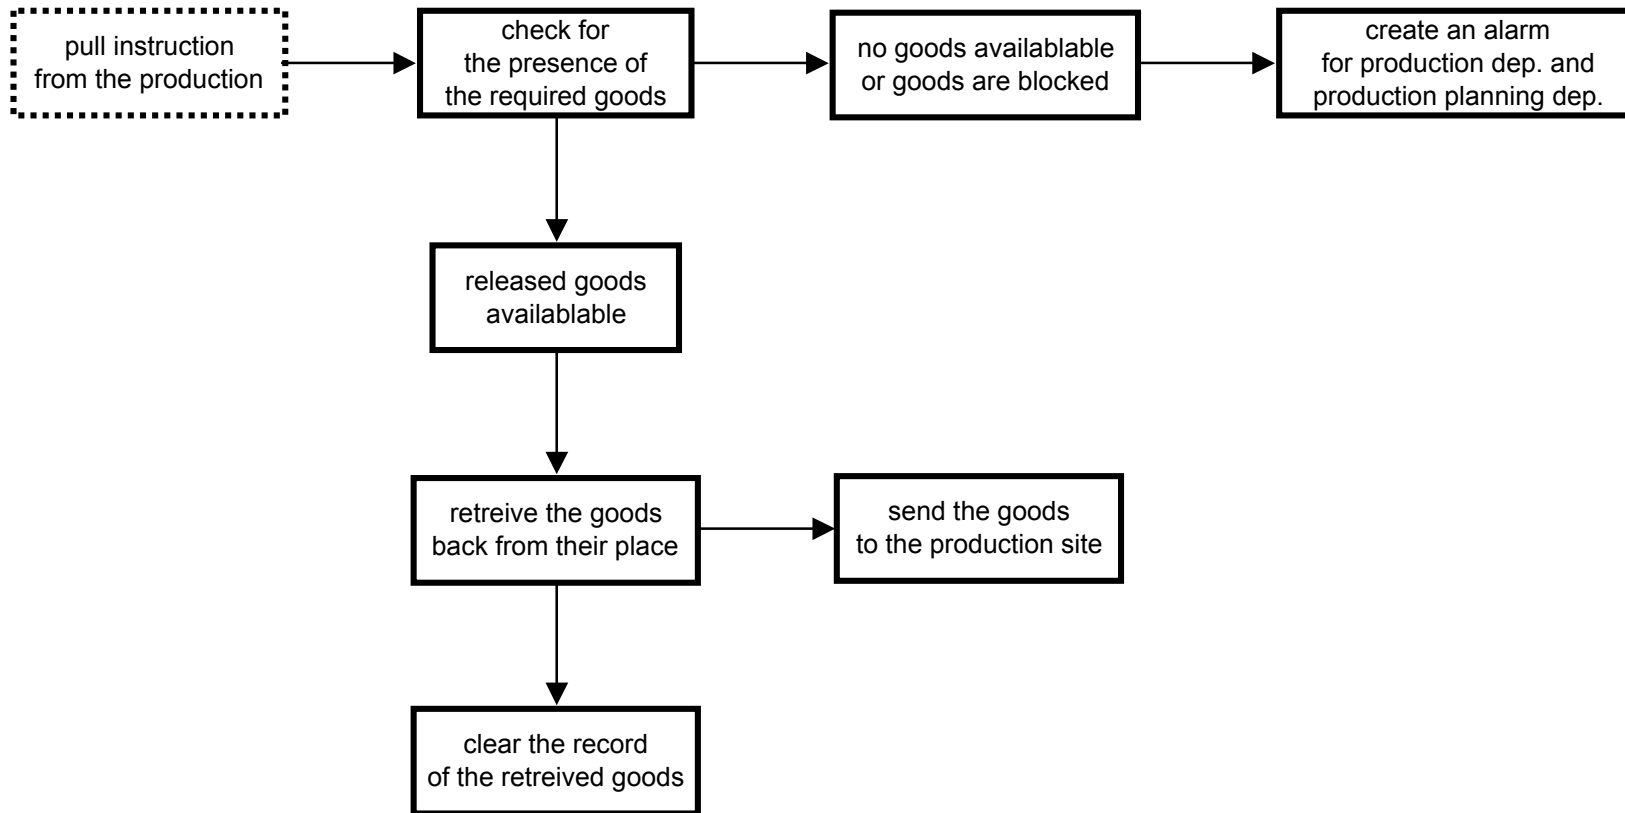 pull instruction
from the production
check for
the presence of
the required goods
no goods availablable
or goods are blocked
create an alarm
for production dep. and
production planning dep.
released goods
availablable
retreive the goods
back from their place
send the goods
to the production site
clear the record
of the retreived goods